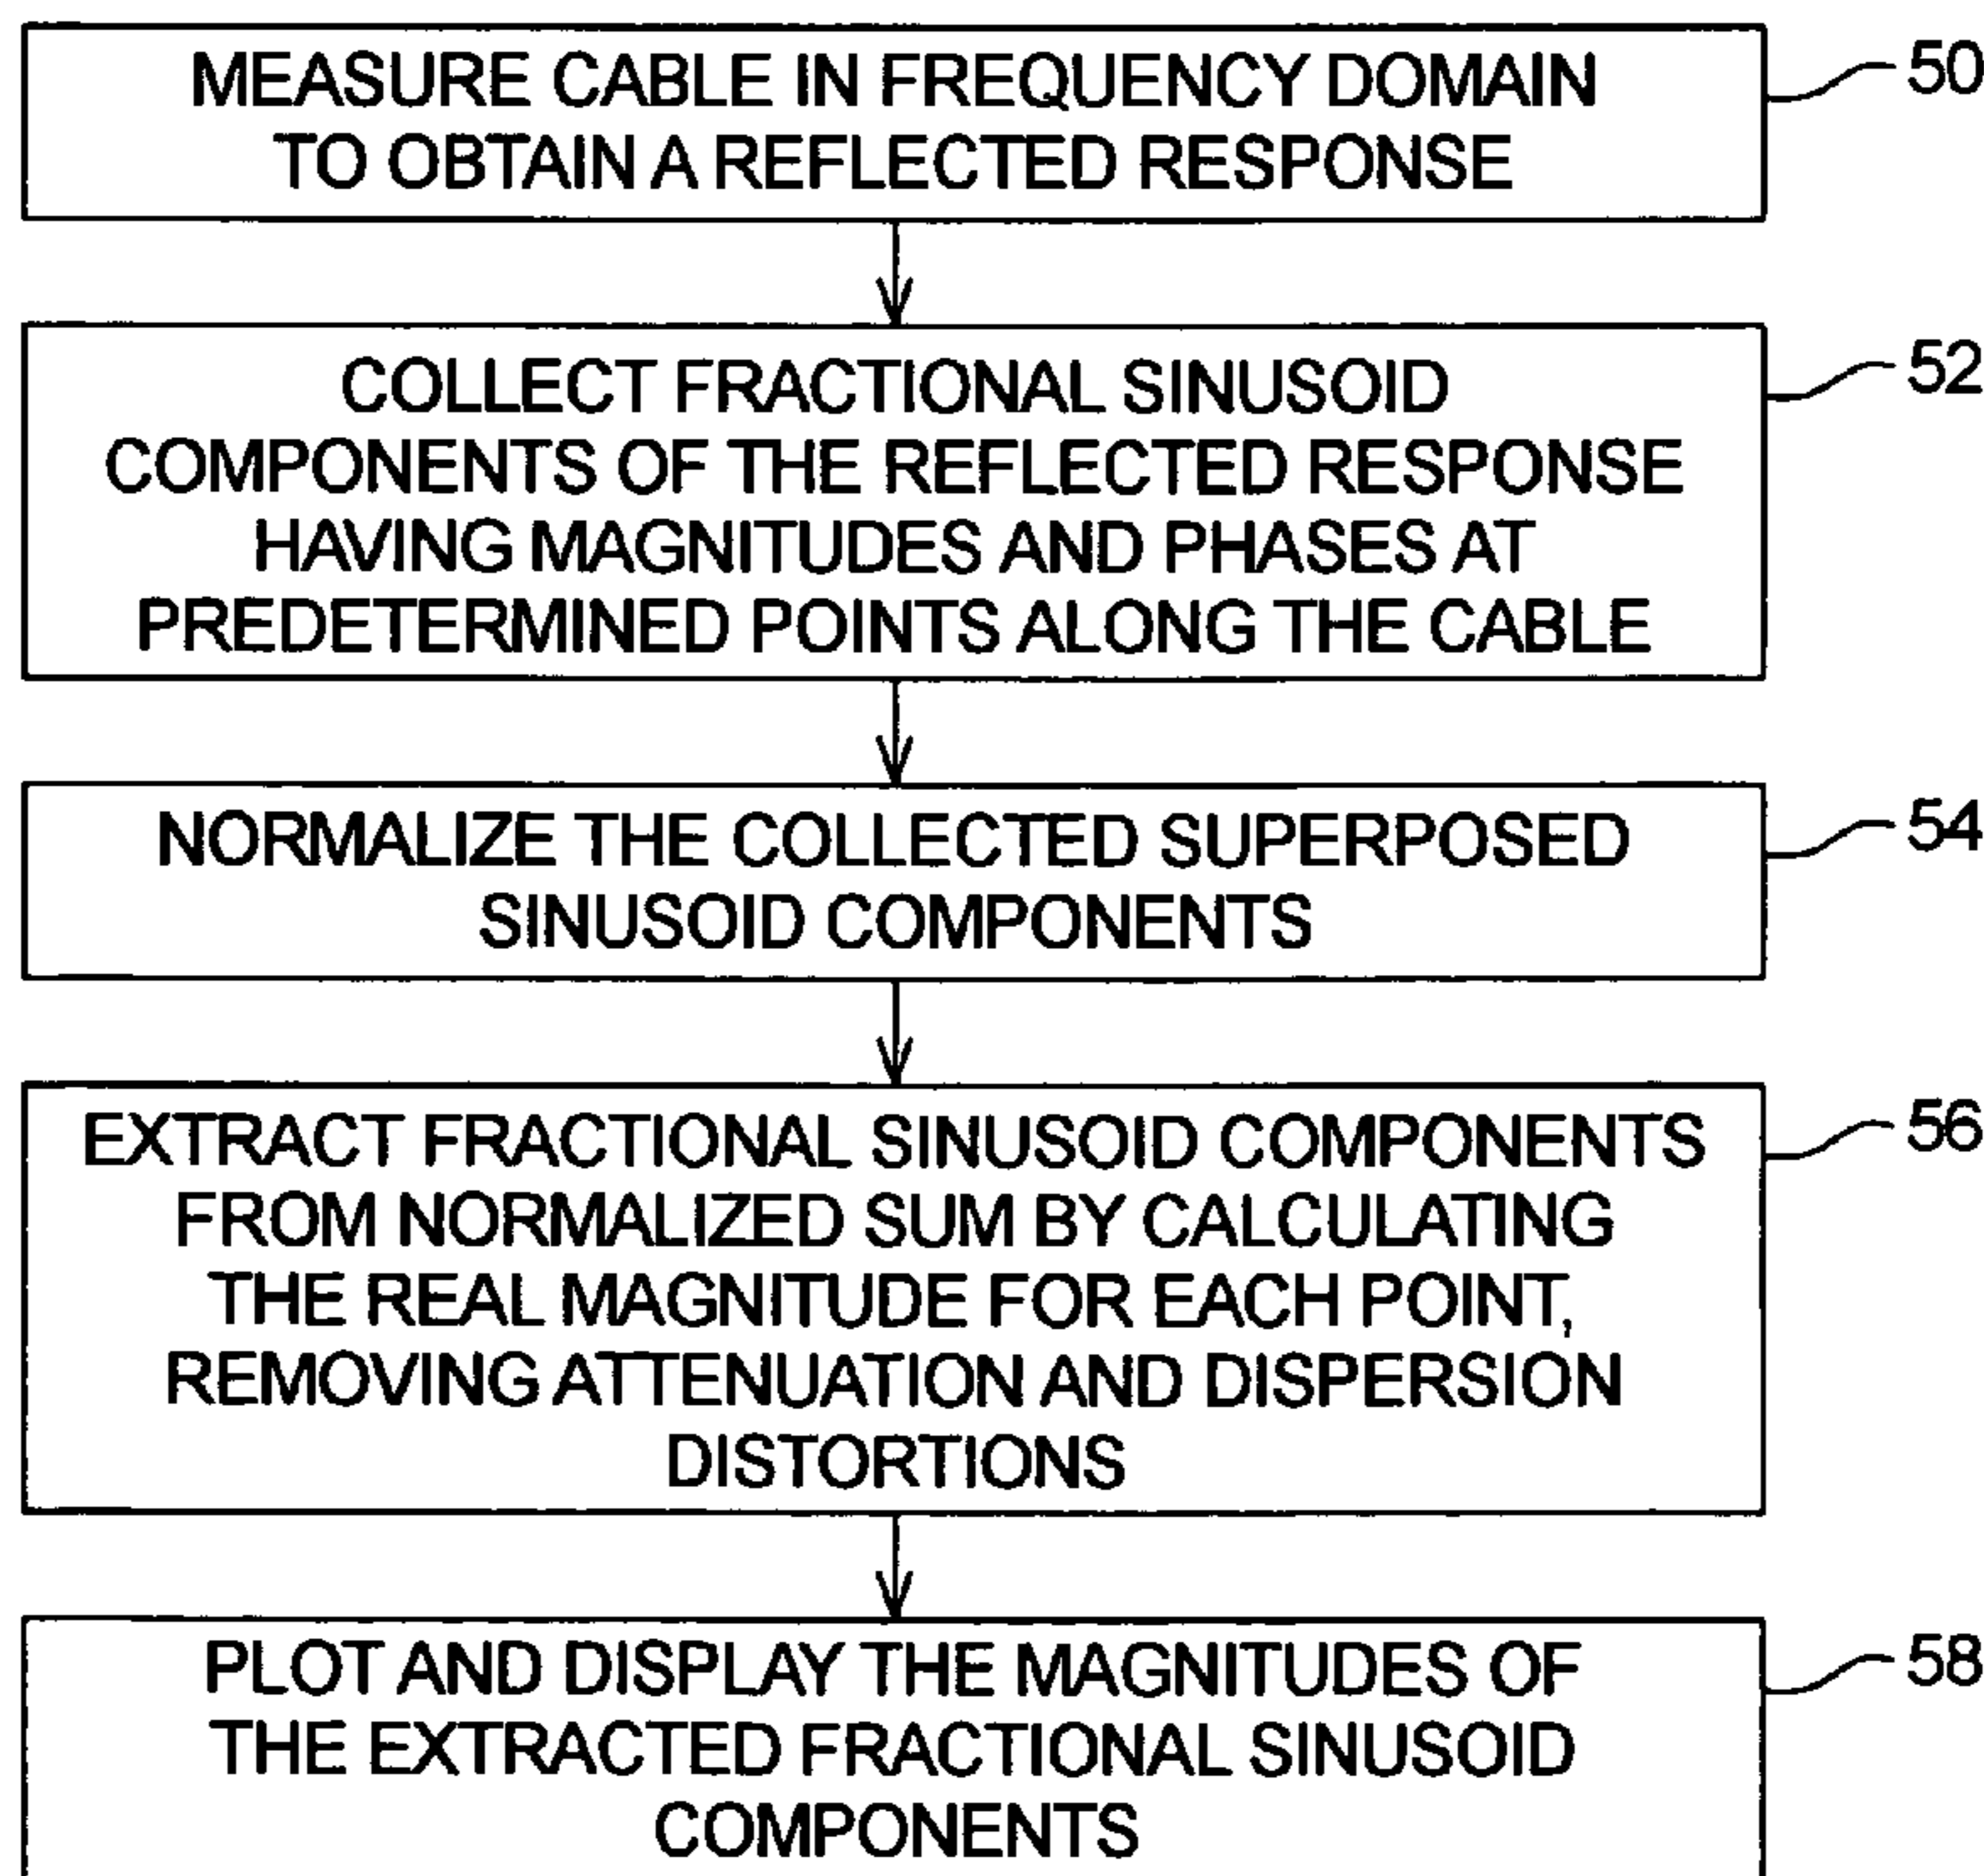 MEASURE CABLE IN FREQUENCY DOMAIN
TO OBTAIN A REFLECTED RESPONSE
50
COLLECT FRACTIONAL SINUSOID
COMPONENTS OF THE REFLECTED RESPONSE
HAVING MAGNITUDES AND PHASES AT
PREDETERMINED POINTS ALONG THE CABLE
52
NORMALIZE THE COLLECTED SUPERPOSED
SINUSOID COMPONENTS
54
EXTRACT FRACTIONAL SINUSOID COMPONENTS
FROM NORMALIZED SUM BY CALCULATING
THE REAL MAGNITUDE FOR EACH POINT,
REMOVING ATTENUATION AND DISPERSION
DISTORTIONS
56
PLOT AND DISPLAY THE MAGNITUDES OF
THE EXTRACTED FRACTIONAL SINUSOID
COMPONENTS
58